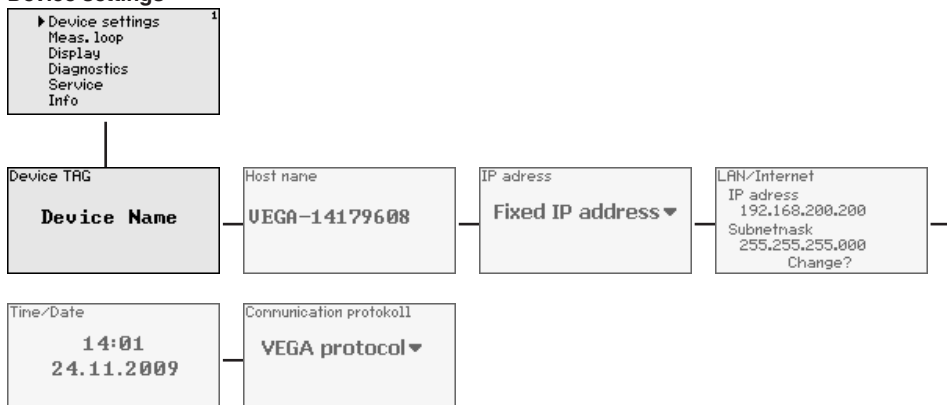 Device settings
▶Device settings 1
Meas. loop
Display
Diagnostics
Service
Info
Device TAG
Device Name
Host name
VEGA-14179608
IP adress
Fixed IP address▼
LAN/Internet
IP adress
192.168.200.200
Subnetmask
255.255.255.000
Change?
Time/Date
14:01
24.11.2009
Communication protokoll
VEGA protocol▼